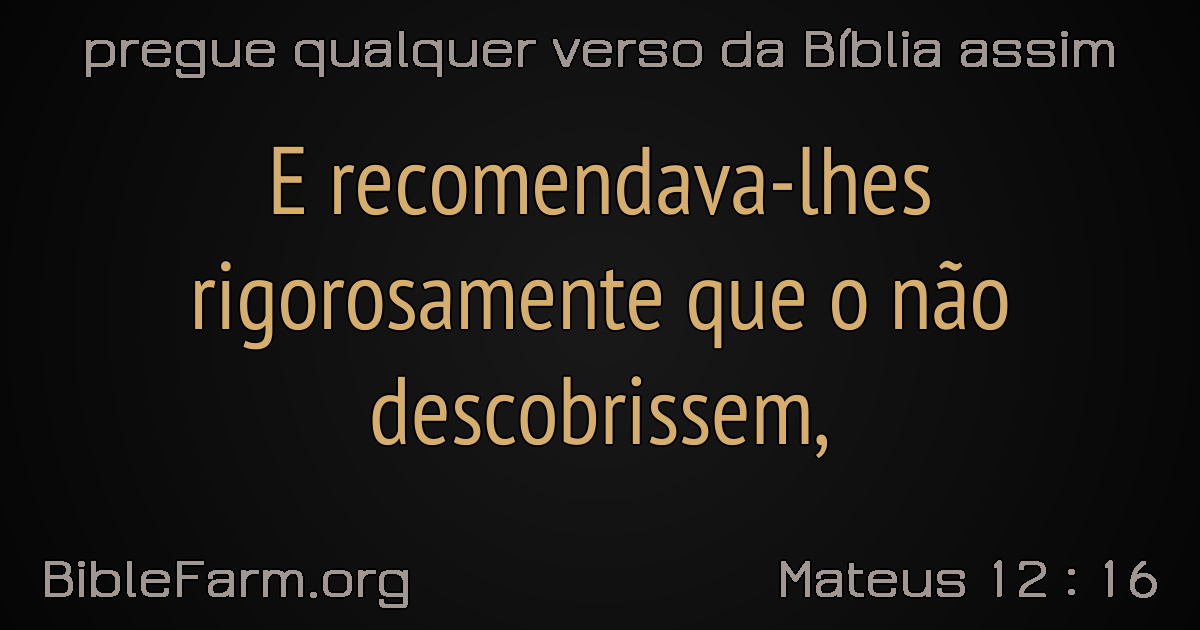 pregue qualquer verso da Bíblia assim
E recomendava-lhes
rigorosamente que o não
descobrissem,
BibleFarm.org
Mateus 12 : 16